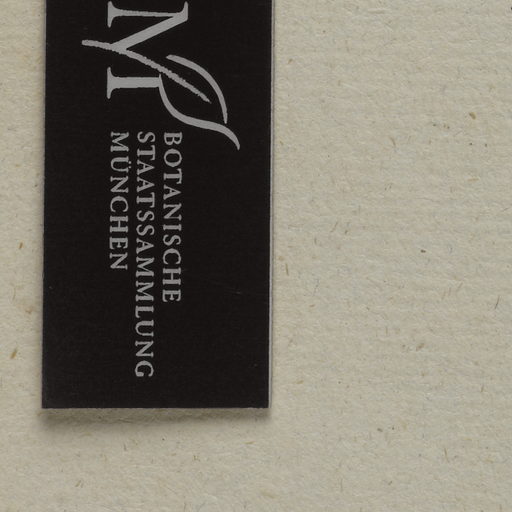 M
BOTANISCHE
STAATSSAMMLUNG
MÜNCHEN